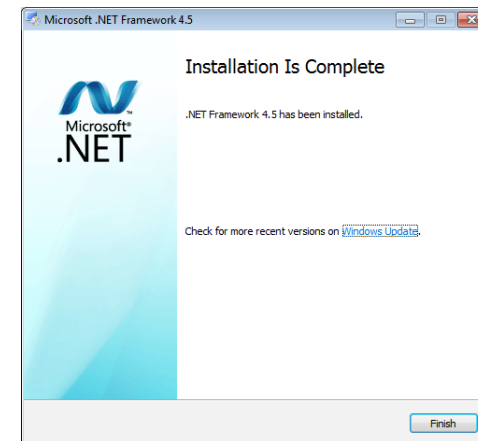 Microsoft .NET Framework 4.5
Installation Is Complete
.NET Framework 4.5 has been installed.
Microsoft®
.NET™
Check for more recent versions on Windows Update.
Finish